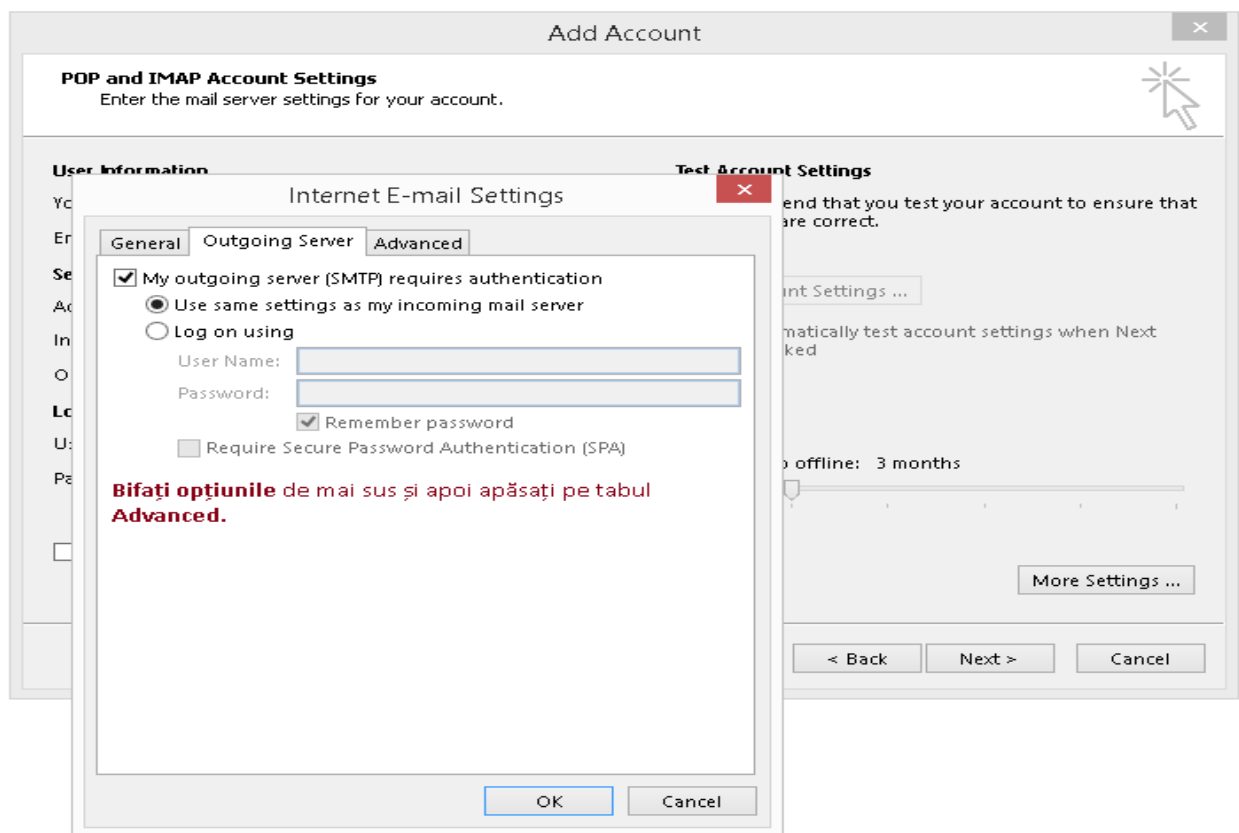 Add Account
POP and IMAP Account Settings
Enter the mail server settings for your account.
User Information
Test Account Settings
Internet E-mail Settings
end that you test your account to ensure that
are correct.
General
Outgoing Server
Advanced
My outgoing server (SMTP) requires authentication
Use same settings as my incoming mail server
Log on using
User Name:
Password:
Remember password
Require Secure Password Authentication (SPA)
Bifați opțiunile de mai sus și apoi apăsați pe tabul
Advanced.
unt Settings ...
matically test account settings when Next
ked
offline: 3 months
More Settings ...
< Back
Next >
Cancel
OK
Cancel